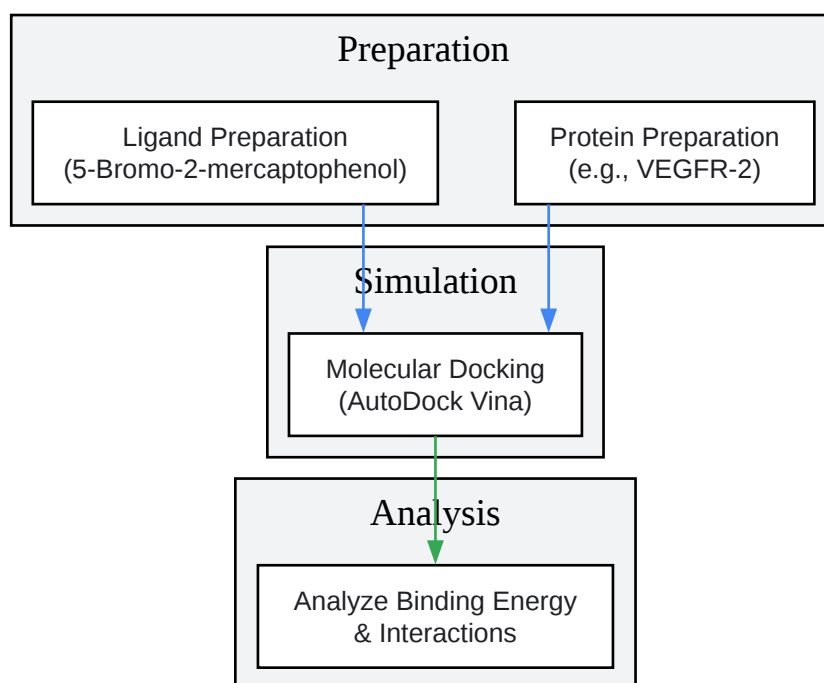 Preparation
Ligand Preparation
(5-Bromo-2-mercaptophenol)
Protein Preparation
(e.g., VEGFR-2)
Simulation
Molecular Docking
(AutoDock Vina)
Analysis
Analyze Binding Energy
& Interactions